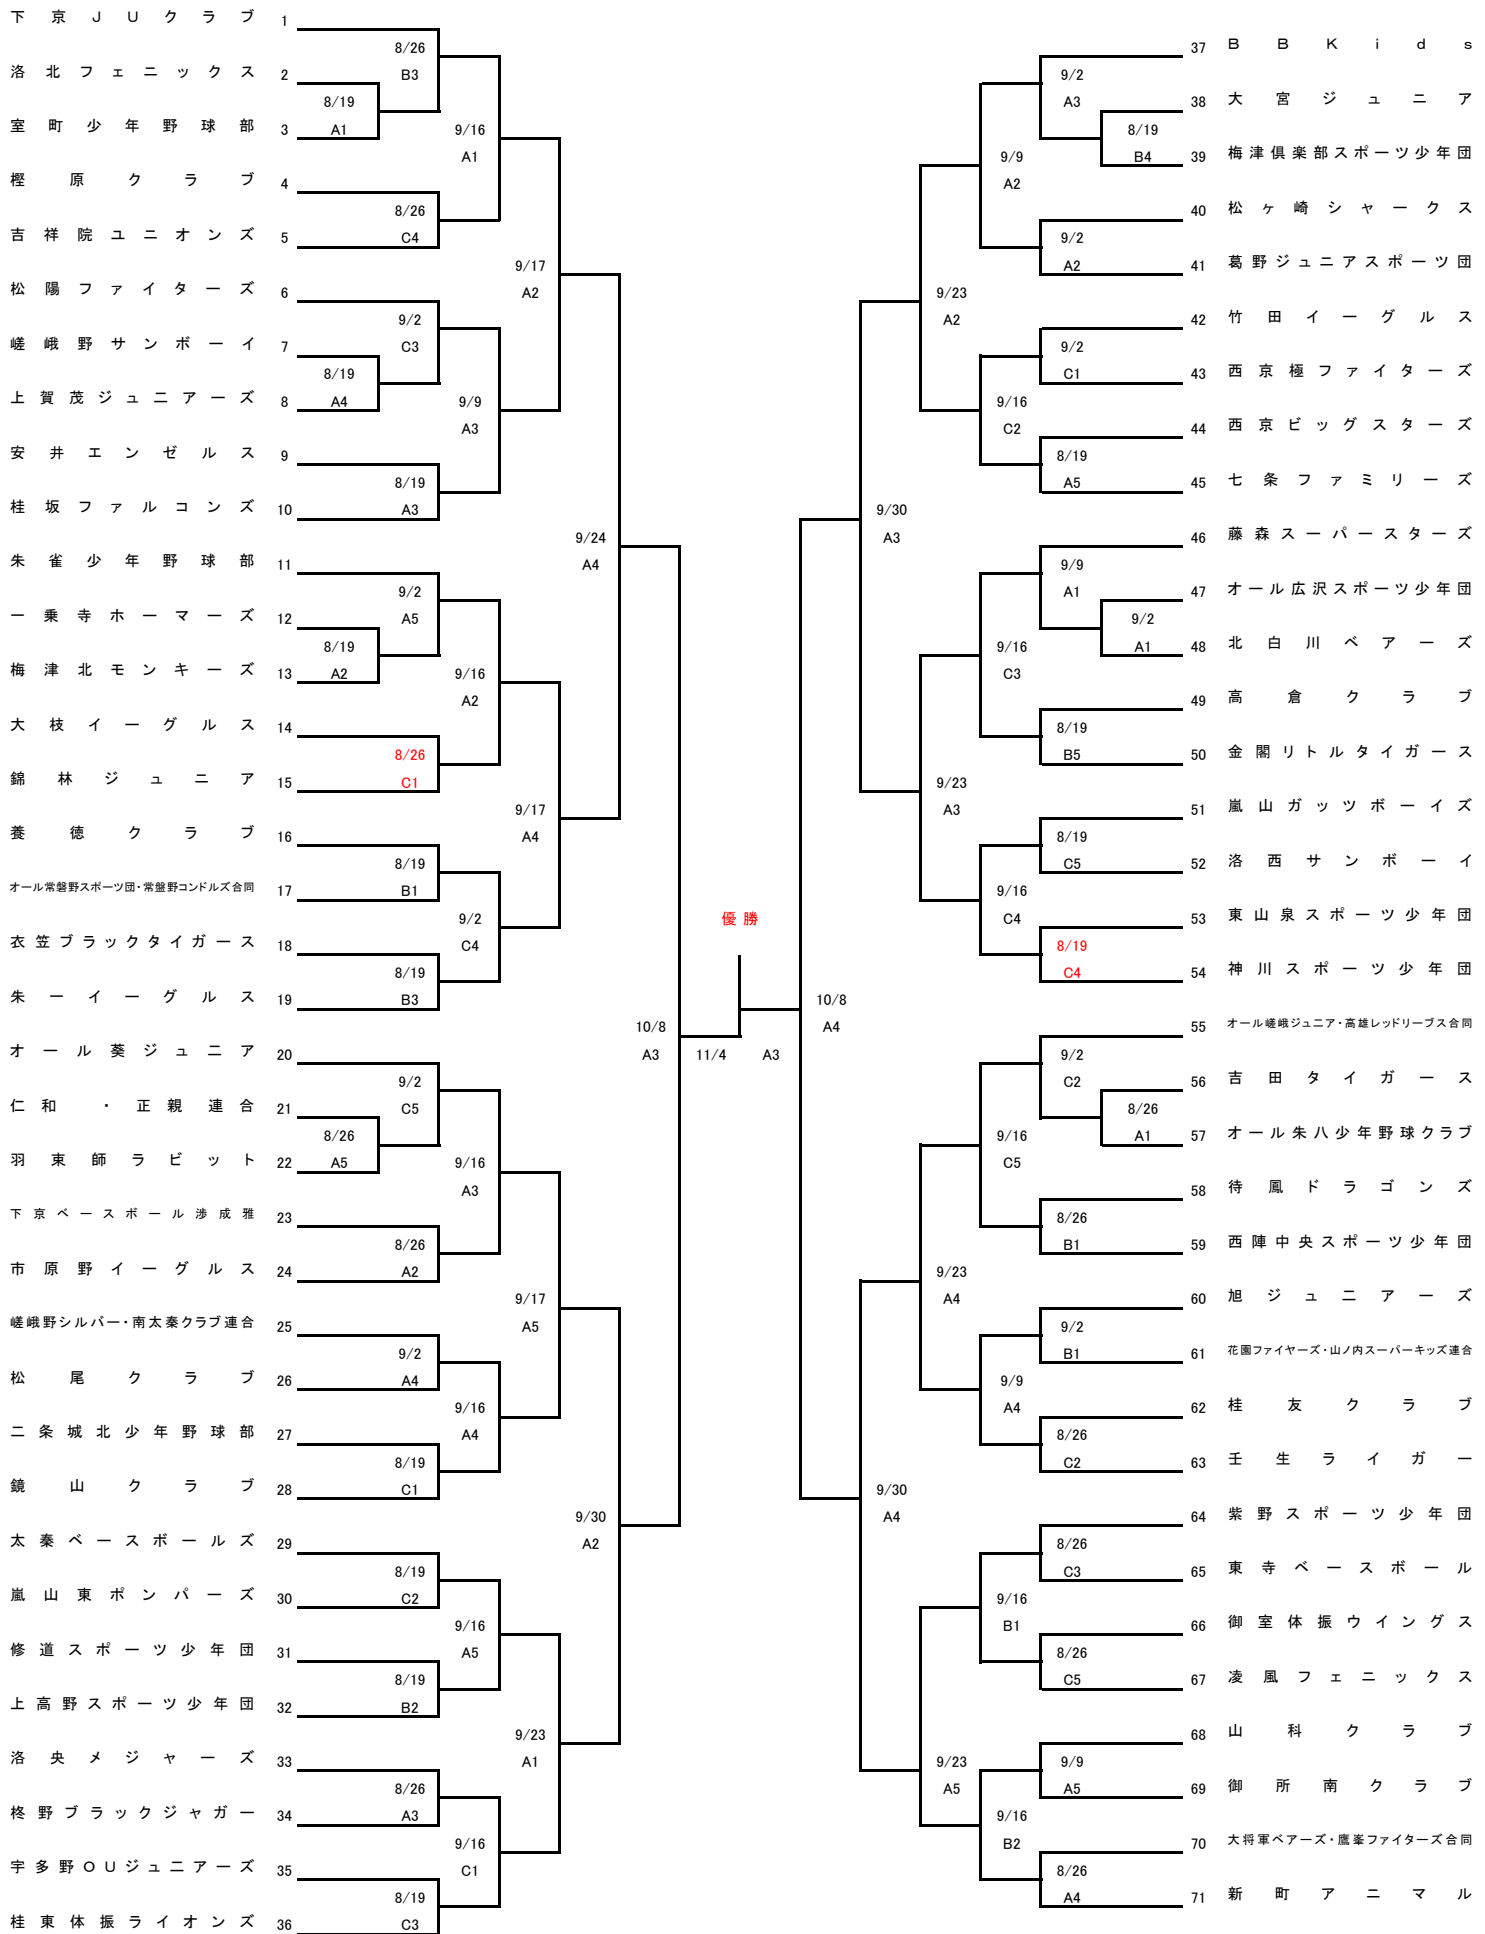 下京JUクラブ 1
8/26
B3
洛北フェニックス 2
8/19
A1
室町少年野球部 3
9/16
A1
樫原クラブ 4
8/26
C4
吉祥院ユニオンズ 5
9/17
A2
松陽ファイターズ 6
9/2
C3
嵯峨野サンボーイ 7
8/19
A4
上賀茂ジュニアーズ 8
9/9
A3
安井エンゼルス 9
8/19
A3
桂坂ファルコンズ 10
9/24
A4
朱雀少年野球部 11
9/2
A5
一乗寺ホーマーズ 12
8/19
A2
梅津北モンキーズ 13
9/16
A2
大枝イーグルス 14
8/26
C1
錦林ジュニア 15
9/17
A4
養徳クラブ 16
8/19
B1
オール常磐野スポーツ団・常盤野コンドルズ合同 17
9/2
C4
衣笠ブラックタイガース 18
8/19
B3
朱一イーグルス 19
10/8
A3
オール葵ジュニア 20
9/2
C5
仁和・正親連合 21
8/26
A5
羽束師ラビット 22
9/16
A3
下京ベースボール渉成雅 23
8/26
A2
市原野イーグルス 24
9/17
A5
嵯峨野シルバー・南太秦クラブ連合 25
9/2
A4
松尾クラブ 26
9/16
A4
二条城北少年野球部 27
8/19
C1
鏡山クラブ 28
9/30
A2
太秦ベースボールズ 29
8/19
C2
嵐山東ポンパーズ 30
9/16
A5
修道スポーツ少年団 31
8/19
B2
上高野スポーツ少年団 32
9/23
A1
洛央メジャーズ 33
8/26
A3
柊野ブラックジャガー 34
9/16
C1
宇多野OUジュニアーズ 35
8/19
C3
桂東体振ライオンズ 36
優勝
11/4
A3
37 BBKids
9/2
A3
38 大宮ジュニア
8/19
B4
39 梅津倶楽部スポーツ少年団
9/9
A2
40 松ヶ崎シャークス
9/2
A2
41 葛野ジュニアスポーツ団
9/23
A2
42 竹田イーグルス
9/2
C1
43 西京極ファイターズ
9/16
C2
44 西京ビッグスターズ
8/19
A5
45 七条ファミリーズ
9/30
A3
46 藤森スーパースターズ
9/9
A1
47 オール広沢スポーツ少年団
9/2
A1
48 北白川ベアーズ
9/16
C3
49 高倉クラブ
8/19
B5
50 金閣リトルタイガース
9/23
A3
51 嵐山ガッツボーイズ
8/19
C5
52 洛西サンボーイ
9/16
C4
53 東山泉スポーツ少年団
8/19
C4
54 神川スポーツ少年団
10/8
A4
55 オール嵯峨ジュニア・高雄レッドリーブス合同
9/2
C2
56 吉田タイガース
8/26
A1
57 オール朱八少年野球クラブ
9/16
C5
58 待鳳ドラゴンズ
8/26
B1
59 西陣中央スポーツ少年団
9/23
A4
60 旭ジュニアーズ
9/2
B1
61 花園ファイヤーズ・山ノ内スーパーキッズ連合
9/9
A4
62 桂友クラブ
8/26
C2
63 壬生ライガー
9/30
A4
64 紫野スポーツ少年団
8/26
C3
65 東寺ベースボール
9/16
B1
66 御室体振ウイングス
8/26
C5
67 凌風フェニックス
9/23
A5
68 山科クラブ
9/9
A5
69 御所南クラブ
9/16
B2
70 大将軍ベアーズ・鷹峯ファイターズ合同
8/26
A4
71 新町アニマル